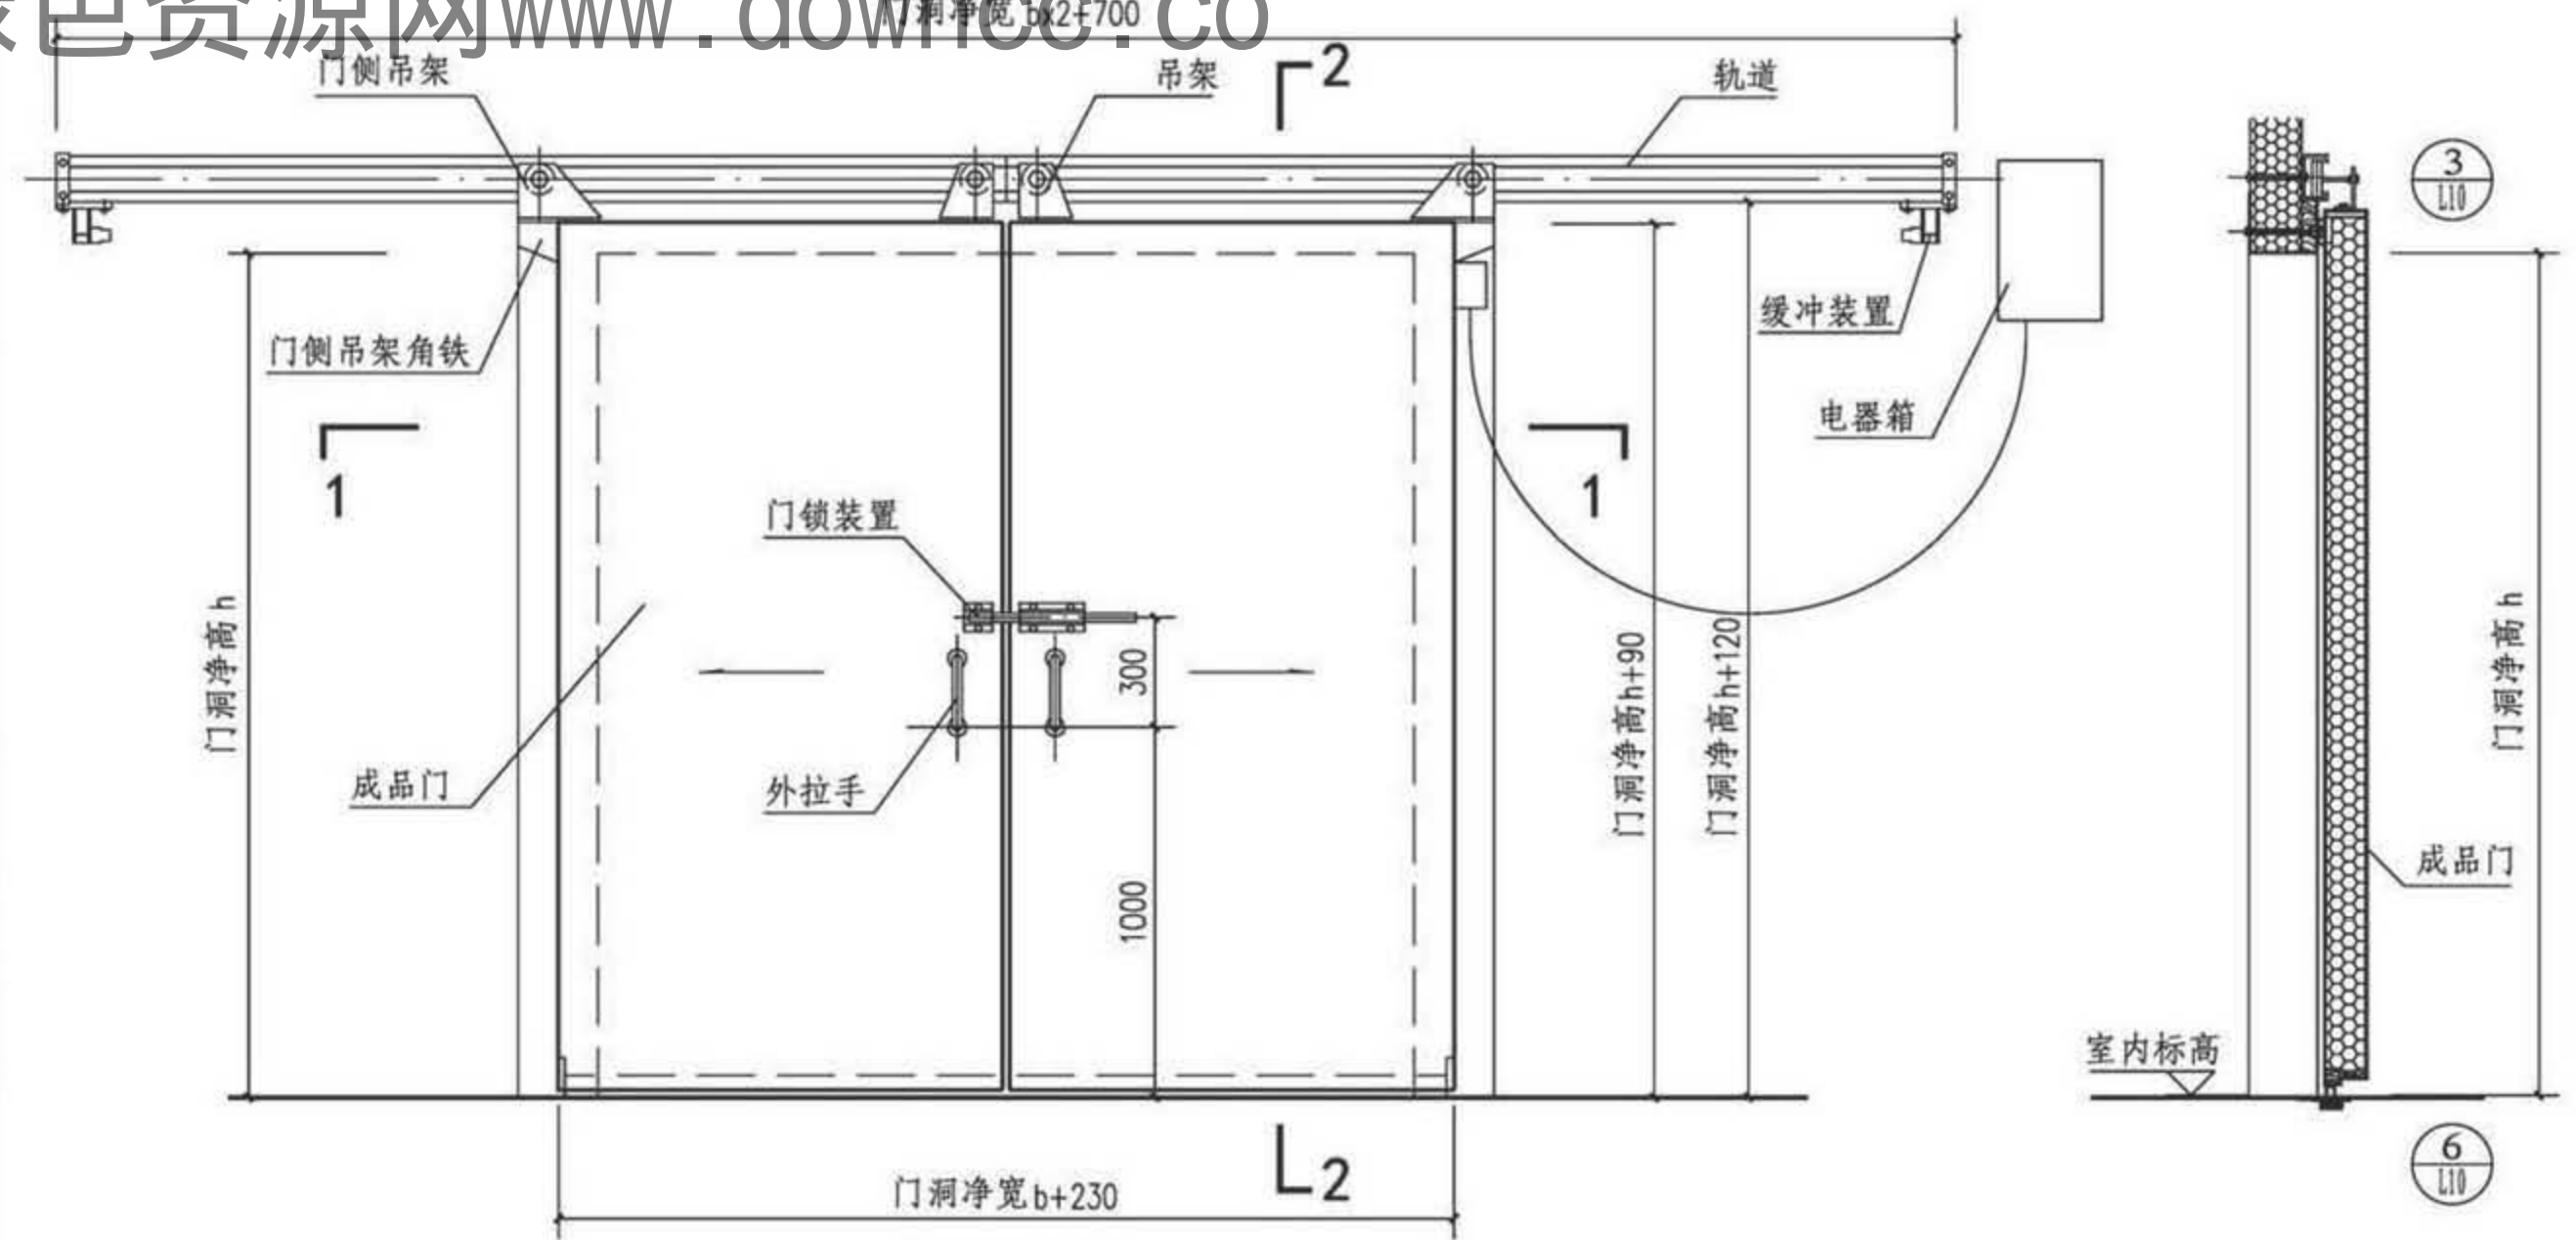 色资源网www.downcc.co
门洞净宽 bx2+700
门侧吊架
吊架
2
轨道
3
L10
门侧吊架角铁
缓冲装置
电器箱
1
1
门锁装置
门洞净高h
300
门洞净高h+90
门洞净高h+120
门洞净高h
成品门
外拉手
1000
成品门
室内标高
门洞净宽b+230
2
6
L10